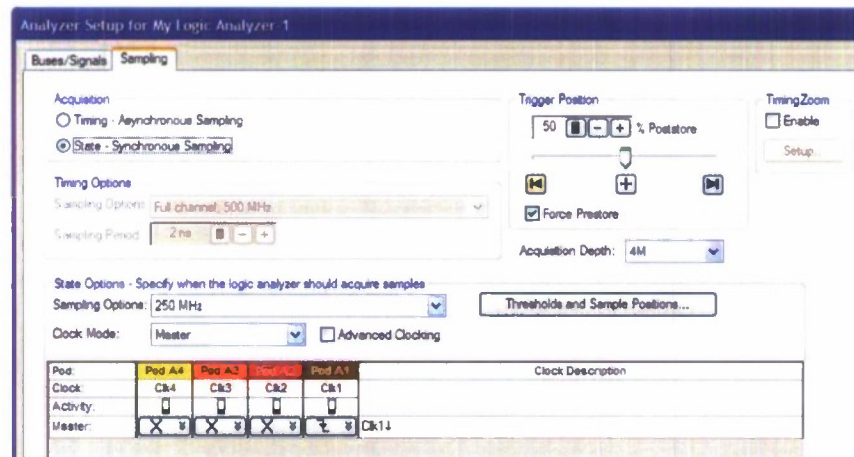 Analyzer Setup for My Logic Analyzer-1
Buses/Signals Sampling
Acquisition
Timing - Asynchronous Sampling
State - Synchronous Sampling
Timing Options
Sampling Options Full channel, 500 MHz
Sampling Period 2 ns
Trigger Position
50 % Poststore
Force Prestore
TimingZoom
Enable
Setup...
Acquisition Depth: 4M
State Options - Specify when the logic analyzer should acquire samples
Sampling Options: 250 MHz
Thresholds and Sample Positions...
Clock Mode: Master
Advanced Clocking
Pod: Pod A4 Pod A3 Pod A2 Pod A1 Clock Description
Clock: Clk4 Clk3 Clk2 Clk1
Activity:
Master: X X X Clk1↓